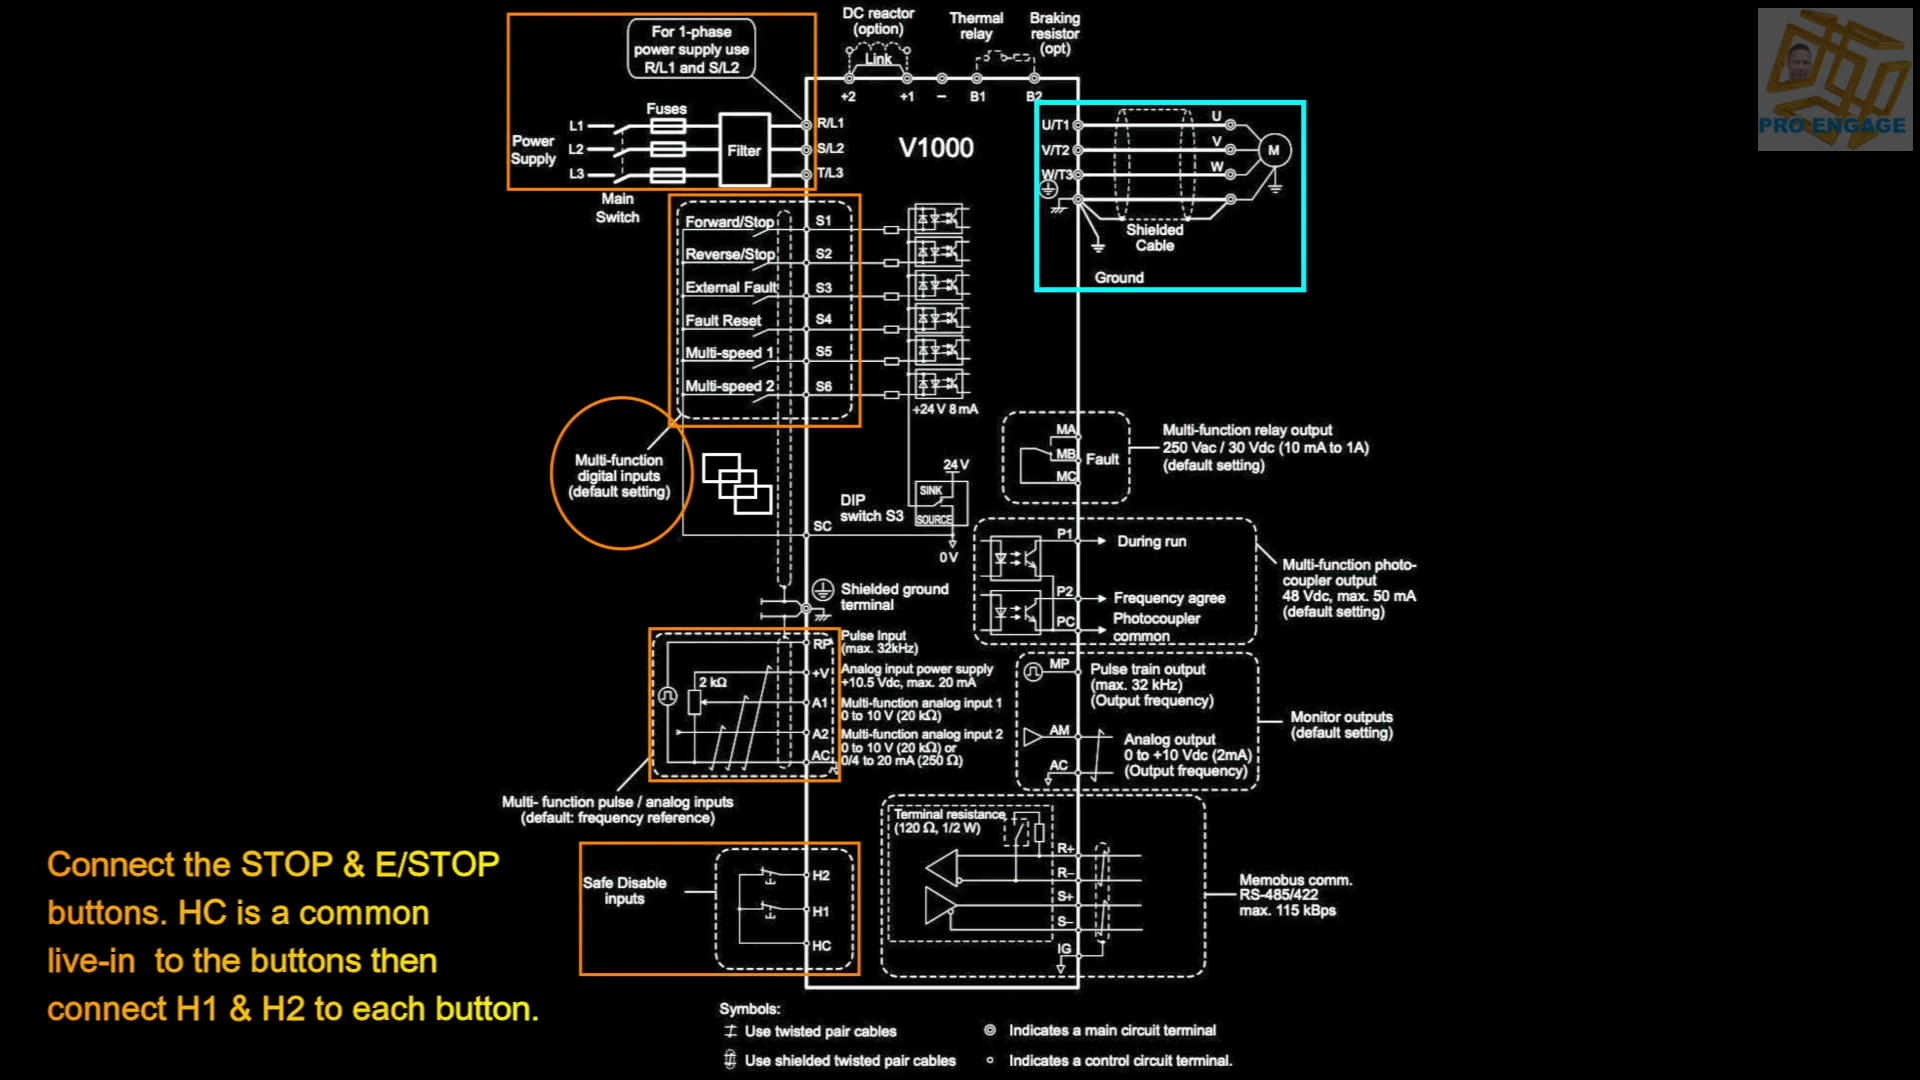 For 1-phase
power supply use
R/L1 and S/L2
DC reactor
(option)
Link
Thermal
relay
Braking
resistor
(opt)
+2
+1
–
B1
B2
PRO ENGAGE
Power
Supply
L1
L2
L3
Fuses
Filter
Main
Switch
R/L1
S/L2
T/L3
V1000
U/T1
V/T2
W/T3
U
V
W
M
Shielded
Cable
Ground
Forward/Stop S1
Reverse/Stop S2
External Fault S3
Fault Reset S4
Multi-speed 1 S5
Multi-speed 2 S6
+24 V 8 mA
Multi-function
digital inputs
(default setting)
24 V
SINK
SOURCE
0 V
DIP
switch S3
SC
Shielded ground
terminal
MA
MB
MC
Fault
Multi-function relay output
250 Vac / 30 Vdc (10 mA to 1A)
(default setting)
P1 During run
P2 Frequency agree
PC Photocoupler
common
Multi-function photo-
coupler output
48 Vdc, max. 50 mA
(default setting)
2 kΩ
RP
+V
A1
A2
AC
Pulse Input
(max. 32kHz)
Analog input power supply
+10.5 Vdc, max. 20 mA
Multi-function analog input 1
0 to 10 V (20 kΩ)
Multi-function analog input 2
0 to 10 V (20 kΩ) or
0/4 to 20 mA (250 Ω)
Multi- function pulse / analog inputs
(default: frequency reference)
MP Pulse train output
(max. 32 kHz)
(Output frequency)
AM
AC
Analog output
0 to +10 Vdc (2mA)
(Output frequency)
Monitor outputs
(default setting)
Safe Disable
inputs
H2
H1
HC
Terminal resistance
(120 Ω, 1/2 W)
R+
R–
S+
S–
IG
Memobus comm.
RS-485/422
max. 115 kBps
Connect the STOP & E/STOP
buttons. HC is a common
live-in to the buttons then
connect H1 & H2 to each button.
Symbols:
Use twisted pair cables
Use shielded twisted pair cables
Indicates a main circuit terminal
Indicates a control circuit terminal.